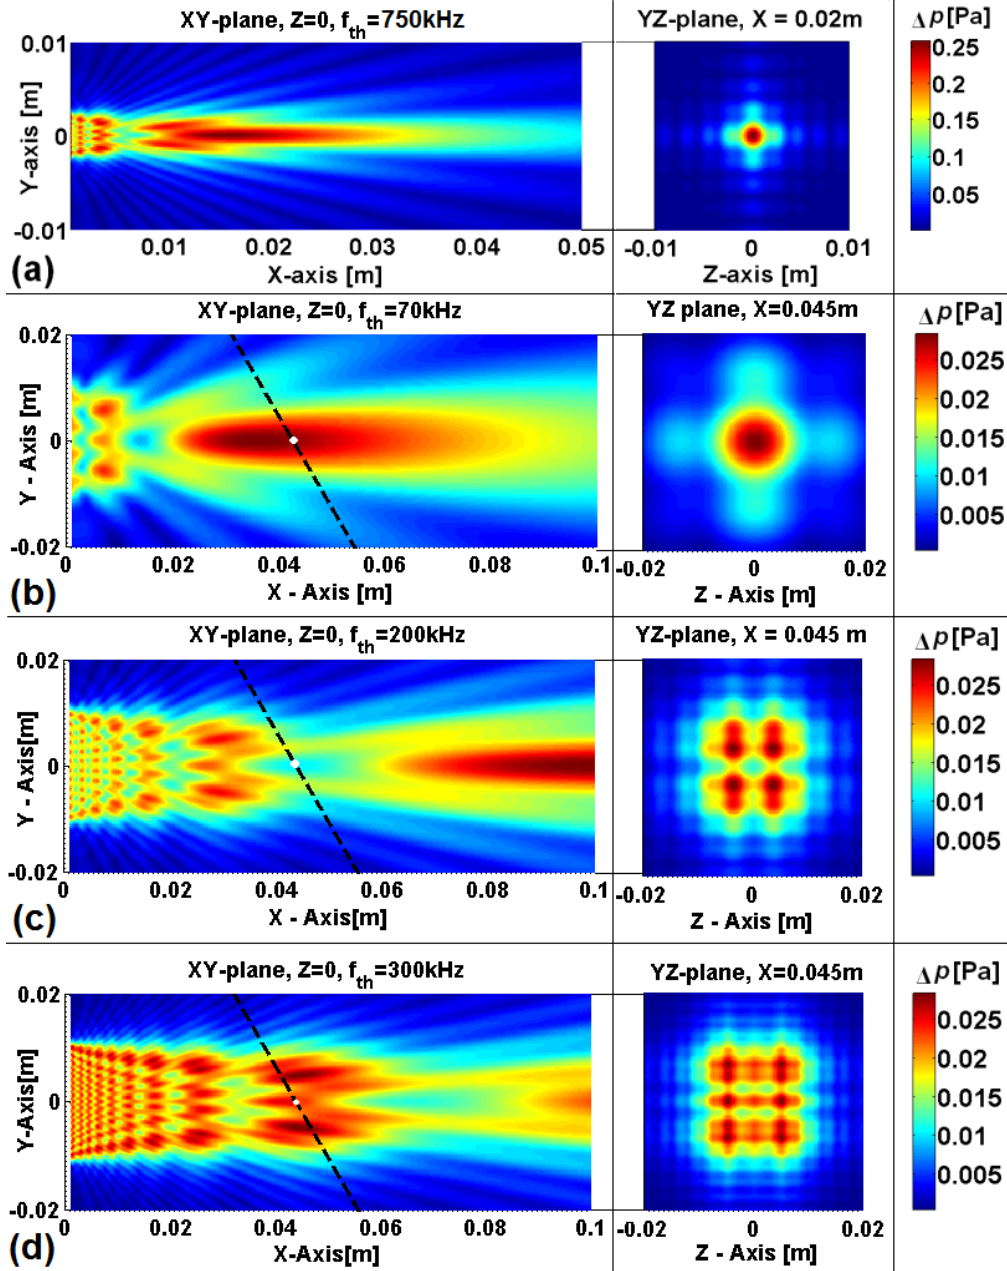 XY-plane, Z=0, f_th=750kHz YZ-plane, X = 0.02m Δp[Pa]
0.01 0.25
0.2
Y-axis [m] 0 0.15
0.1
0.05
-0.01
0.01 0.02 0.03 0.04 0.05 -0.01 0 0.01
(a) X-axis [m] Z-axis [m]
XY-plane, Z=0, f_th=70kHz YZ plane, X=0.045m Δp[Pa]
0.02
0.025
0.02
Y - Axis [m] 0 0.015
0.01
0.005
-0.02
0 0.02 0.04 0.06 0.08 0.1 -0.02 0 0.02
(b) X - Axis [m] Z - Axis [m]
XY-plane, Z=0, f_th=200kHz YZ-plane, X = 0.045 m Δp[Pa]
0.02
0.025
0.02
Y - Axis[m] 0 0.015
0.01
0.005
-0.02
0 0.02 0.04 0.06 0.08 0.1 -0.02 0 0.02
(c) X - Axis[m] Z - Axis [m]
XY-plane, Z=0, f_th=300kHz YZ-plane, X=0.045m Δp[Pa]
0.02
0.025
0.02
Y-Axis[m] 0 0.015
0.01
0.005
-0.02
0 0.02 0.04 0.06 0.08 0.1 -0.02 0 0.02
(d) X-Axis[m] Z - Axis [m]